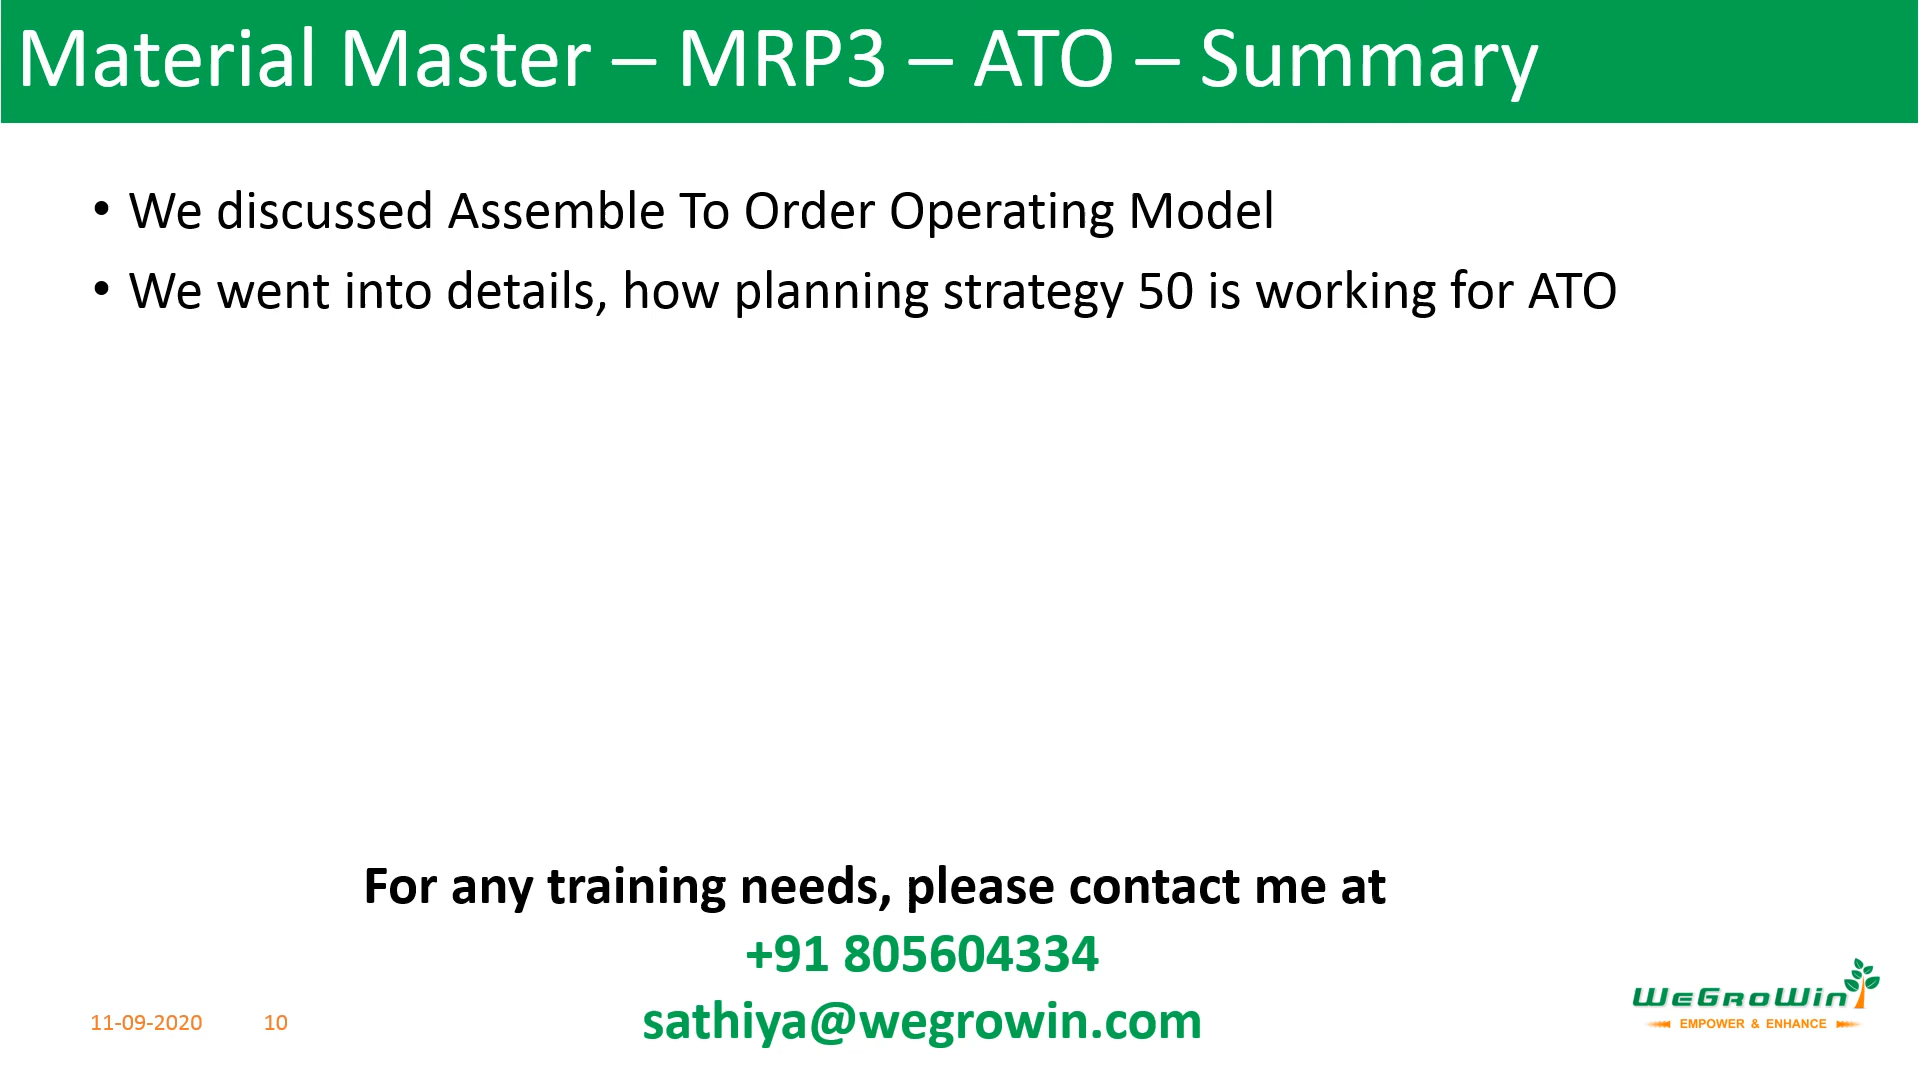 Material Master – MRP3 – ATO – Summary
• We discussed Assemble To Order Operating Model
• We went into details, how planning strategy 50 is working for ATO
For any training needs, please contact me at
+91 805604334
sathiya@wegrowin.com
11-09-2020 10
WeGroWin
EMPOWER & ENHANCE